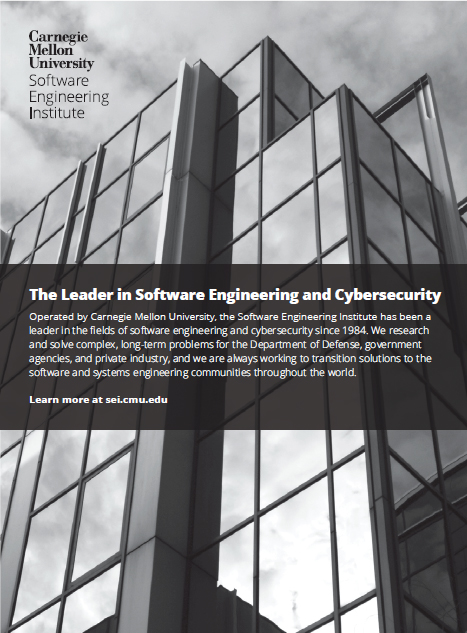 Carnegie
Mellon
University
Software
Engineering
Institute
The Leader in Software Engineering and Cybersecurity
Operated by Carnegie Mellon University, the Software Engineering Institute has been a
leader in the fields of software engineering and cybersecurity since 1984. We research
and solve complex, long-term problems for the Department of Defense, government
agencies, and private industry, and we are always working to transition solutions to the
software and systems engineering communities throughout the world.
Learn more at sei.cmu.edu